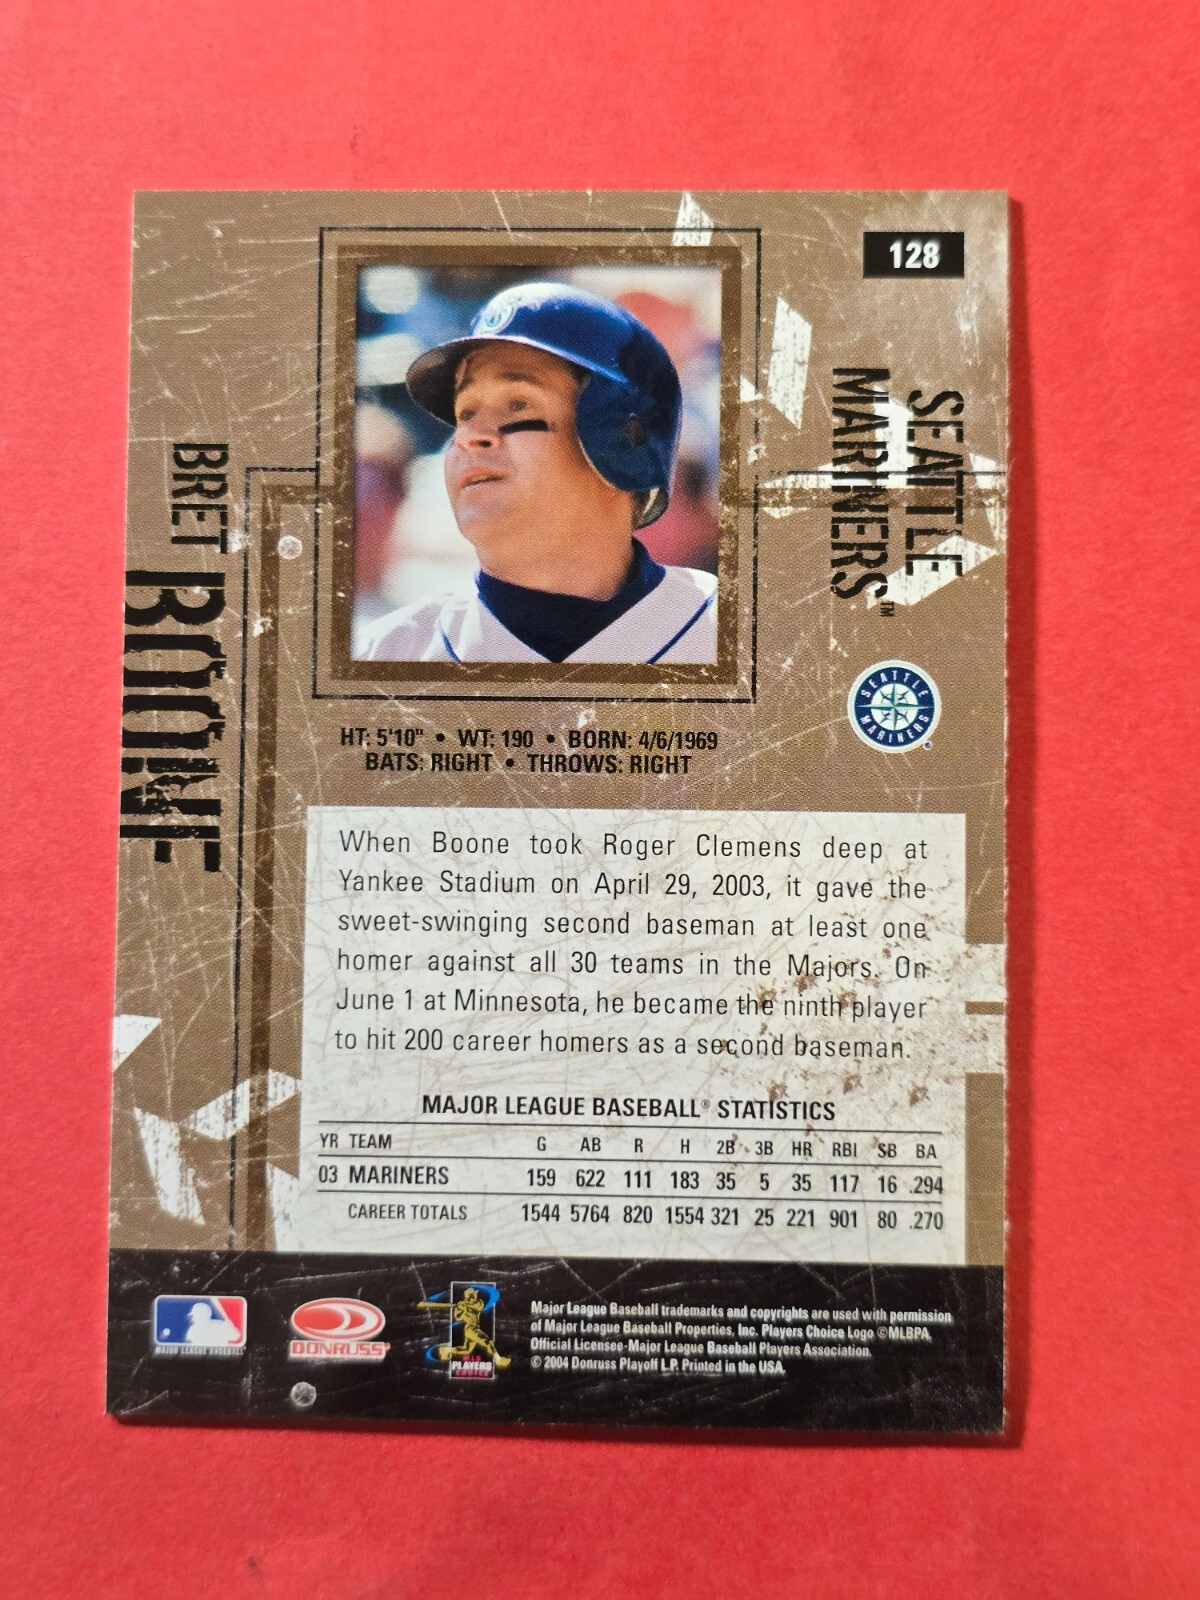 128
SEATTLE
MARINERS™
SEATTLE
MARINERS
BRET
BOONE
HT: 5'10" • WT: 190 • BORN: 4/6/1969
BATS: RIGHT • THROWS: RIGHT
When Boone took Roger Clemens deep at
Yankee Stadium on April 29, 2003, it gave the
sweet-swinging second baseman at least one
homer against all 30 teams in the Majors. On
June 1 at Minnesota, he became the ninth player
to hit 200 career homers as a second baseman.
MAJOR LEAGUE BASEBALL® STATISTICS
YR TEAM G AB R H 2B 3B HR RBI SB BA
03 MARINERS 159 622 111 183 35 5 35 117 16 .294
CAREER TOTALS 1544 5764 820 1554 321 25 221 901 80 .270
MAJOR LEAGUE BASEBALL
DONRUSS®
MLB
PLAYERS
CHOICE
Major League Baseball trademarks and copyrights are used with permission
of Major League Baseball Properties, Inc. Players Choice Logo ©MLBPA,
Official Licensee-Major League Baseball Players Association.
© 2004 Donruss Playoff L.P. Printed in the USA.